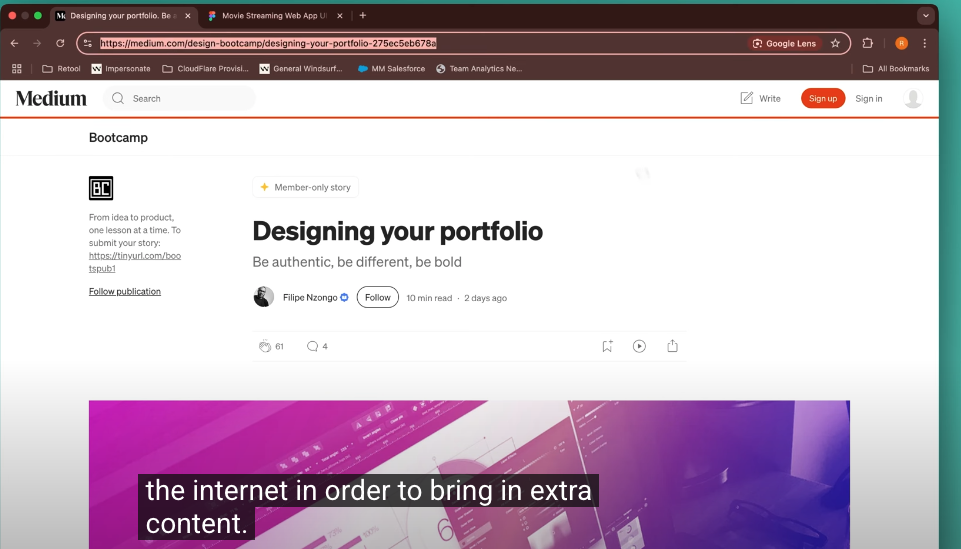 Designing your portfolio. Be a
Movie Streaming Web App UI
https://medium.com/design-bootcamp/designing-your-portfolio-275ec5eb678a
Google Lens
R
Retool
Impersonate
CloudFlare Provisi...
General Windsurf...
MM Salesforce
Team Analytics Ne...
All Bookmarks
Medium
Search
Write
Sign up
Sign in
Bootcamp
BC
From idea to product,
one lesson at a time. To
submit your story:
https://tinyurl.com/boo
tspub1
Follow publication
Member-only story
Designing your portfolio
Be authentic, be different, be bold
Filipe Nzongo
Follow
10 min read · 2 days ago
61
4
the internet in order to bring in extra
content.